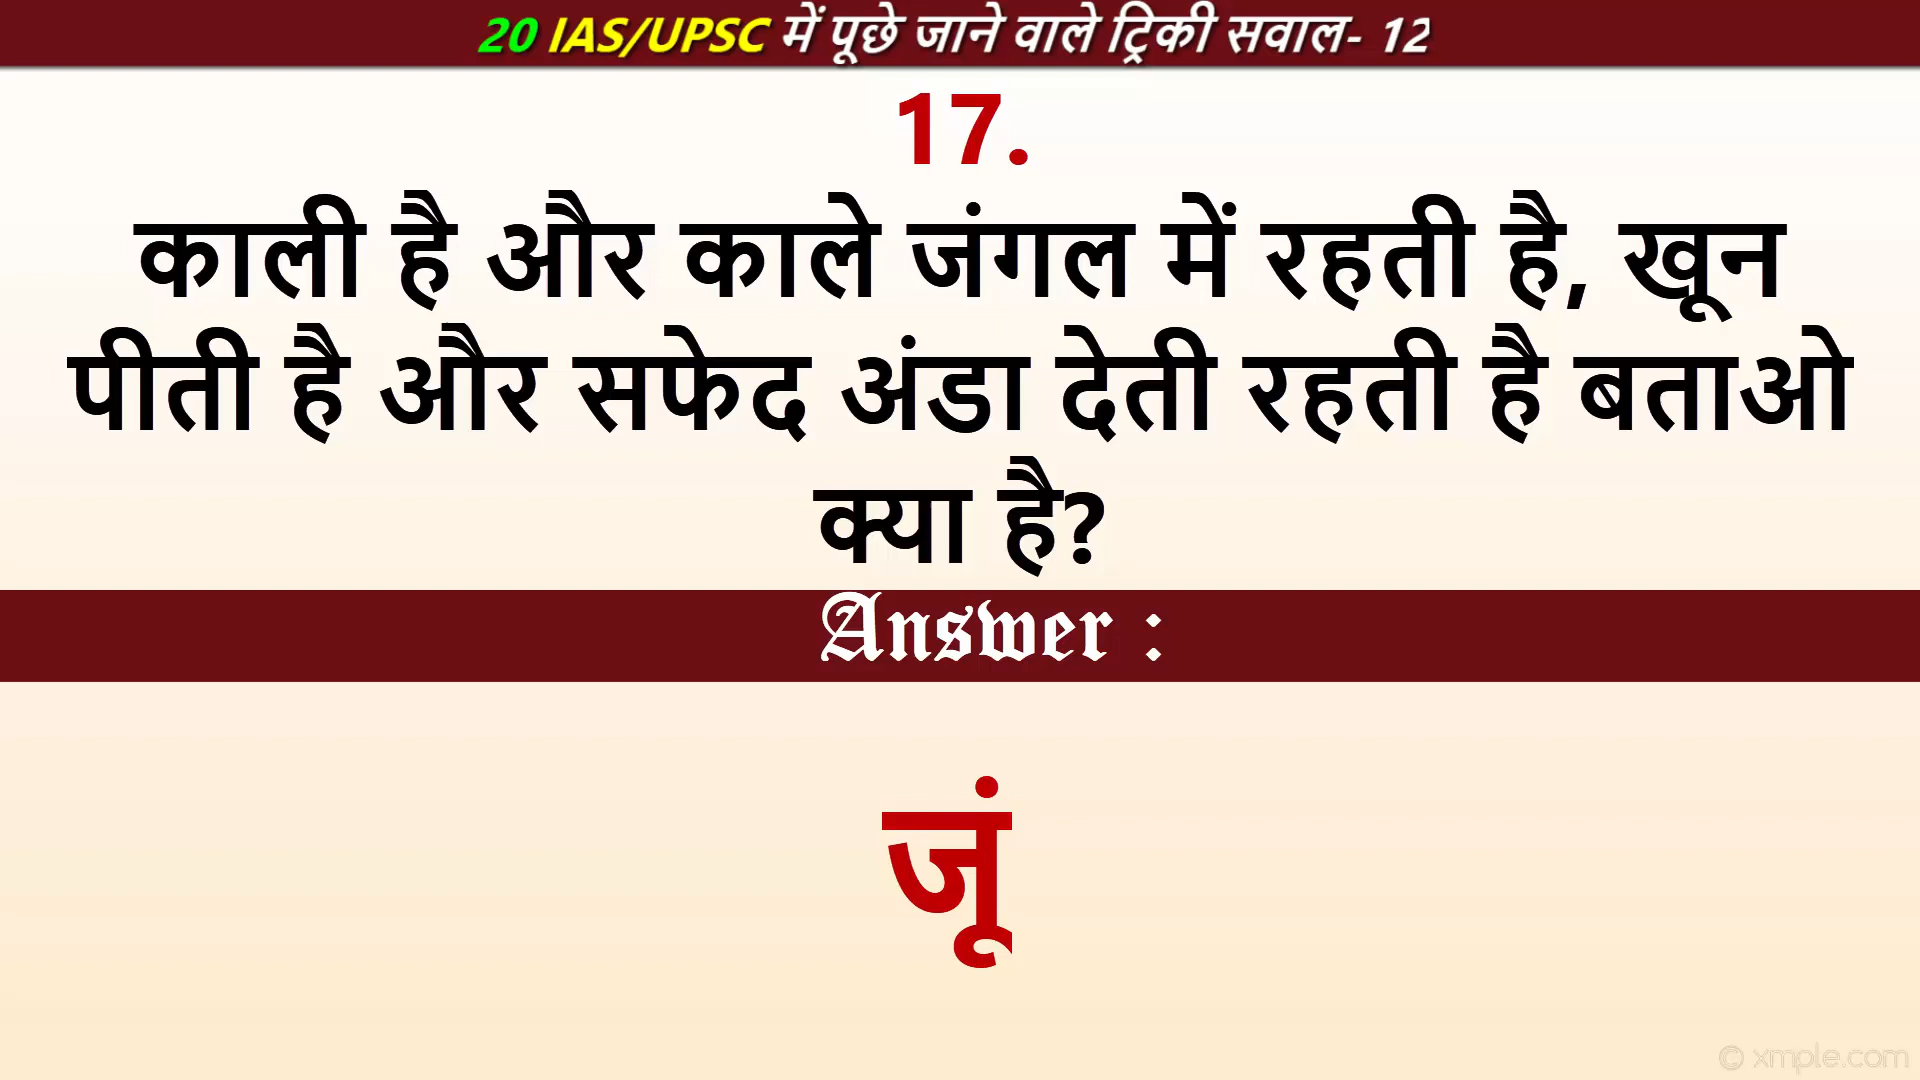 20 IAS/UPSC में पूछे जाने वाले ट्रिकी सवाल- 12
17.
काली है और काले जंगल में रहती है, खून
पीती है और सफेद अंडा देती रहती है बताओ
क्या है?
Answer :
जूं
© xmple.com